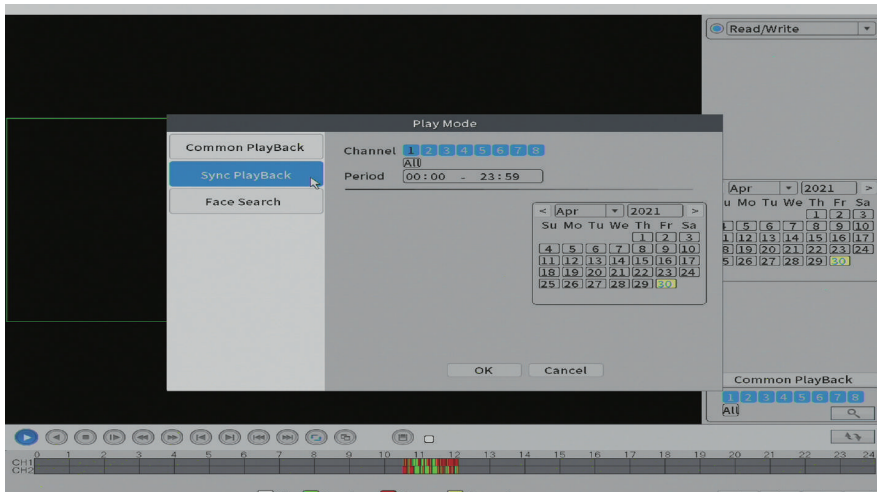 Read/Write
Play Mode
Common PlayBack
Sync PlayBack
Face Search
Channel 1 2 3 4 5 6 7 8
All
Period 00:00 - 23:59
< Apr 2021 >
Su Mo Tu We Th Fr Sa
1 2 3
4 5 6 7 8 9 10
11 12 13 14 15 16 17
18 19 20 21 22 23 24
25 26 27 28 29 30
OK Cancel
Apr 2021 >
u Mo Tu We Th Fr Sa
1 2 3
5 6 7 8 9 10
1 12 13 14 15 16 17
8 19 20 21 22 23 24
5 26 27 28 29 30
Common PlayBack
1 2 3 4 5 6 7 8
All
0 1 2 3 4 5 6 7 8 9 10 11 12 13 14 15 16 17 18 19 20 21 22 23 24
CH1
CH2